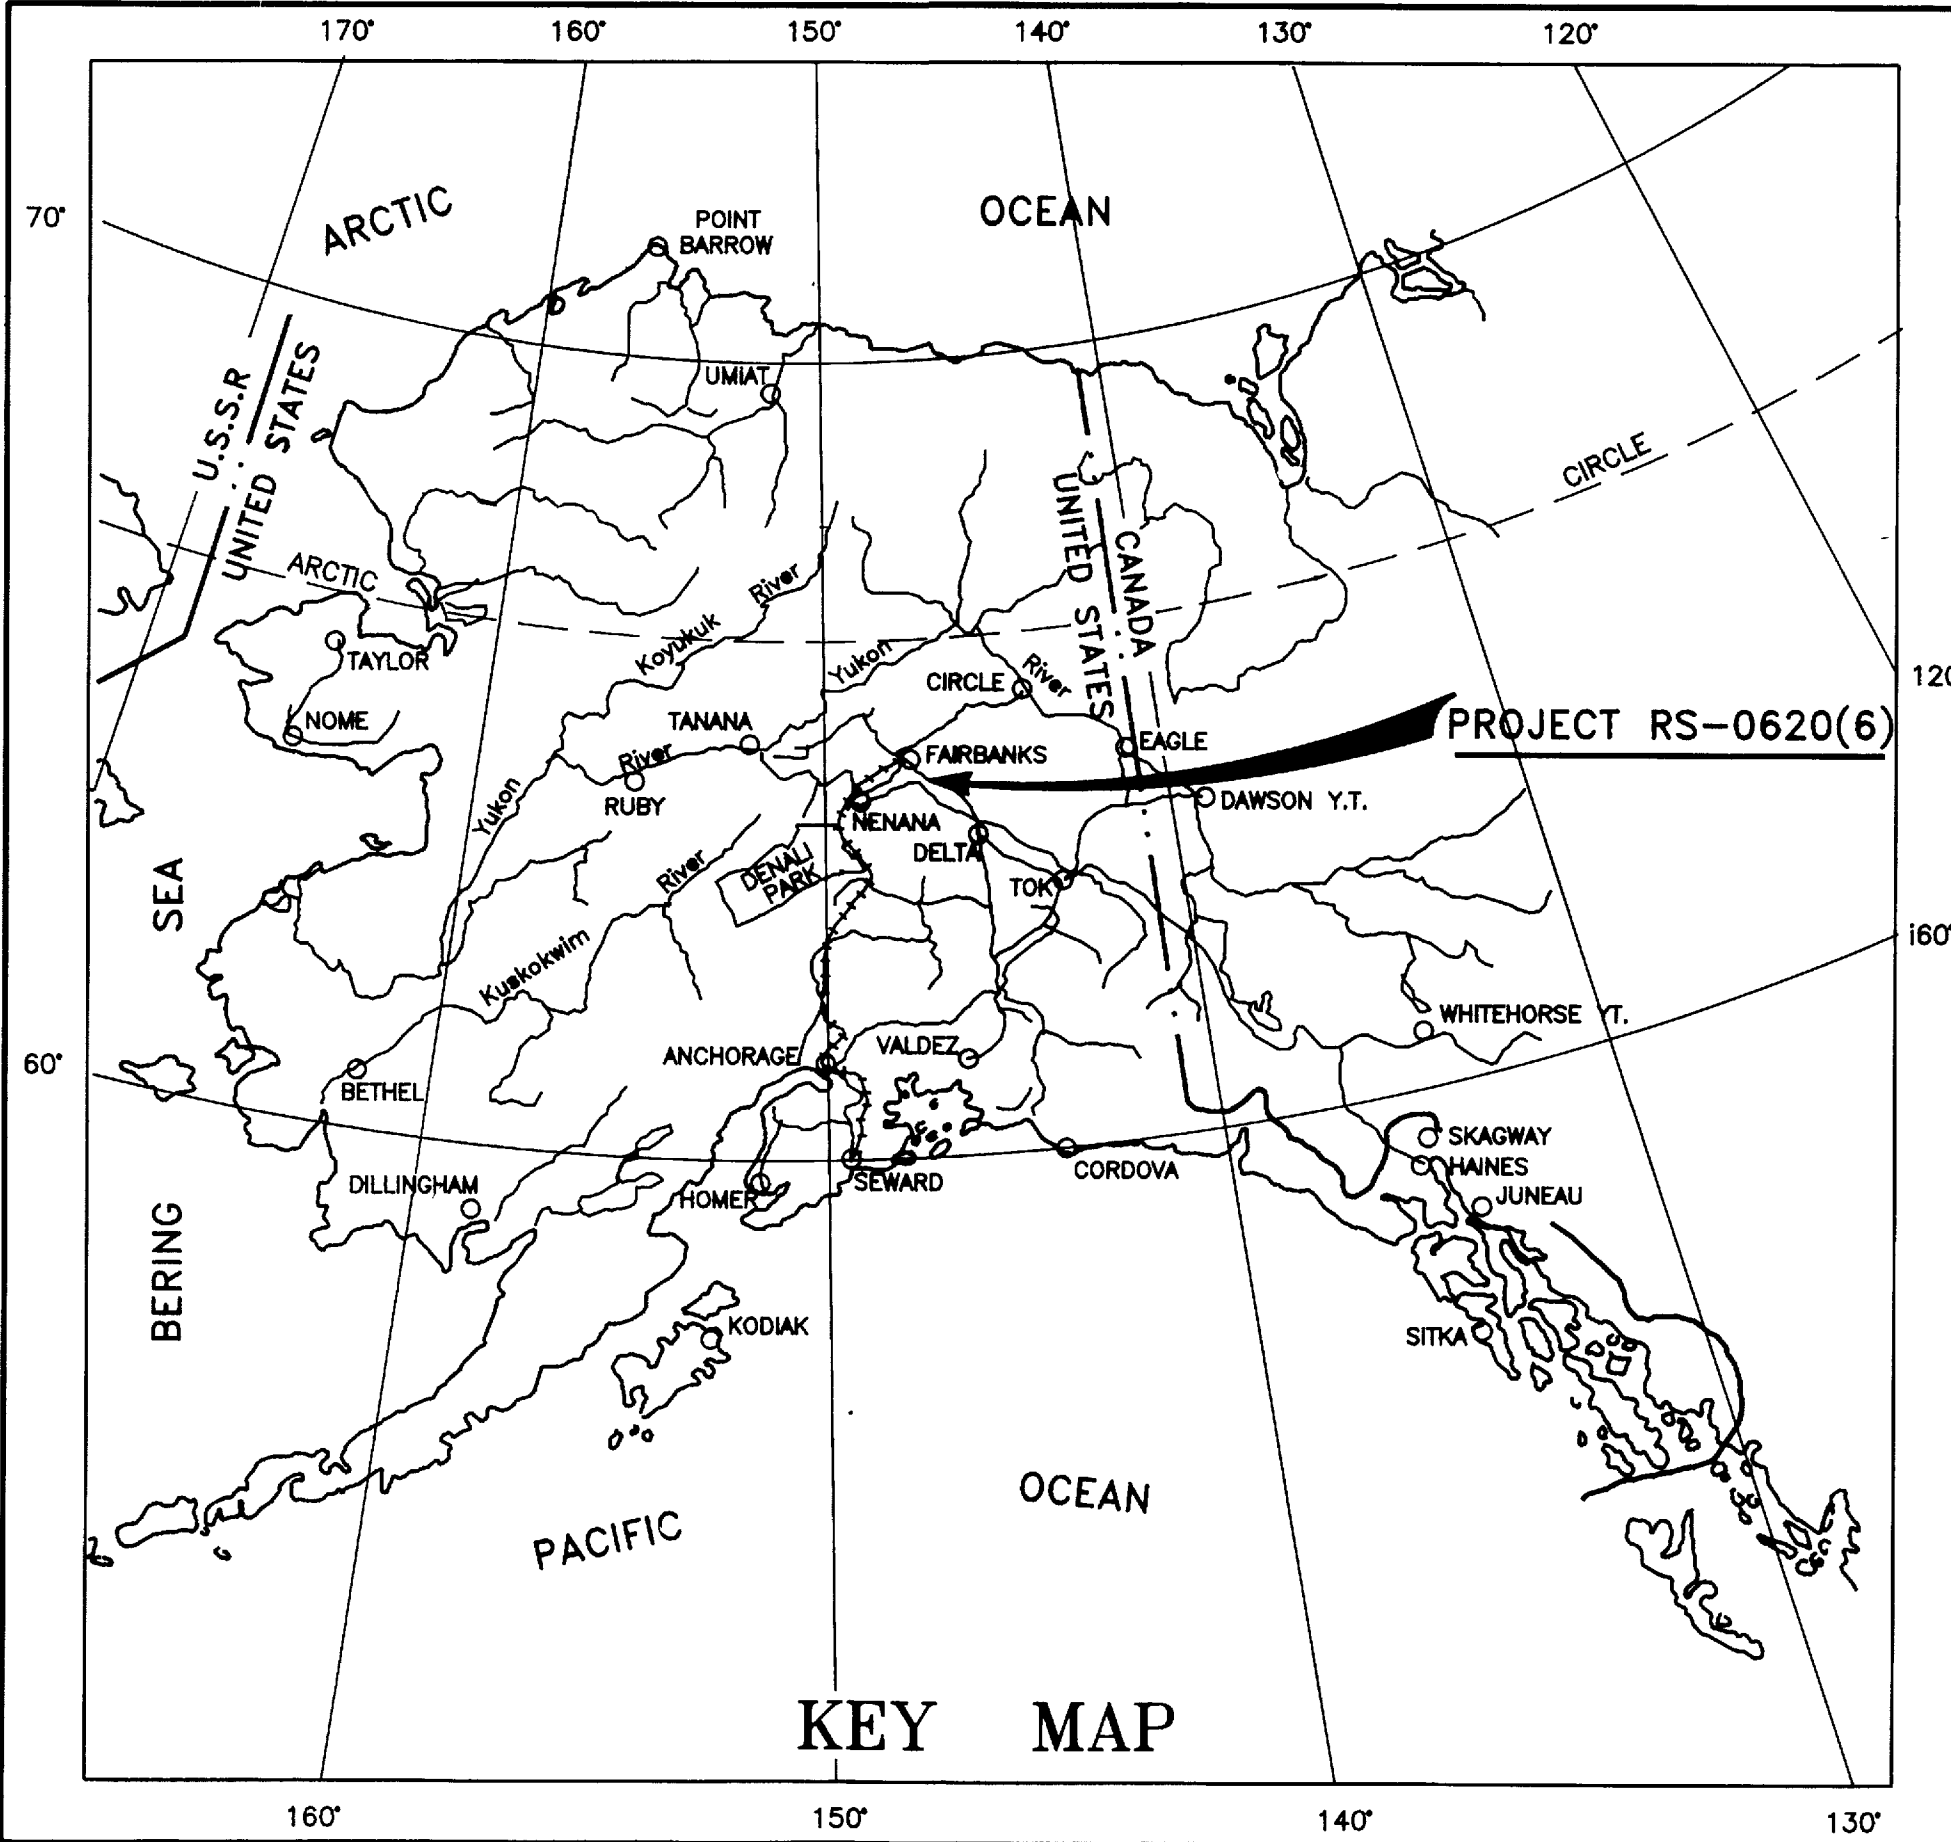 170° 160° 150° 140° 130° 120°
70°
ARCTIC
OCEAN
POINT
BARROW
UMIAT
U.S.S.R
UNITED STATES
CIRCLE
ARCTIC
UNITED STATES
CANADA
River
Koyukuk
Yukon
River
TAYLOR
CIRCLE
120
NOME
TANANA
PROJECT RS-0620(6)
EAGLE
FAIRBANKS
River
RUBY
Yukon
DAWSON Y.T.
NENANA
DELTA
DENALI
PARK
River
TOK
SEA
160°
Kuskokwim
WHITEHORSE YT.
60°
ANCHORAGE
VALDEZ
BETHEL
SKAGWAY
HAINES
CORDOVA
DILLINGHAM
HOMER
SEWARD
JUNEAU
BERING
KODIAK
SITKA
OCEAN
PACIFIC
KEY MAP
160° 150° 140° 130°